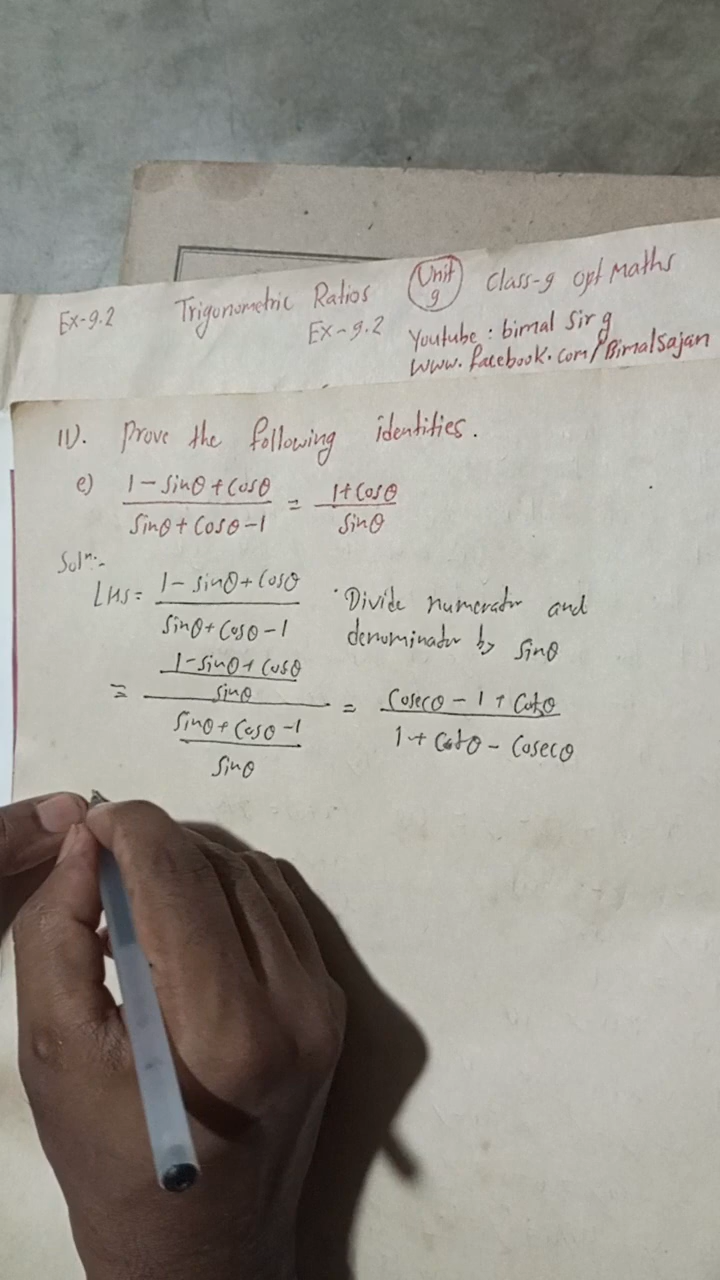 Ex-9.2 Trigonometric Ratios Unit 9 Class-9 opt Maths
Ex-9.2 Youtube : bimal Sir g
www.facebook.com/BimalSajan
IV. Prove the following identities.
e) (1 - sinθ + cosθ)/(sinθ + cosθ - 1) = (1 + cosθ)/sinθ
Solⁿ:-
LHS = (1 - sinθ + cosθ)/(sinθ + cosθ - 1) Divide numerator and
denominator by sinθ
= ((1 - sinθ + cosθ)/sinθ)/((sinθ + cosθ - 1)/sinθ) = (cosecθ - 1 + cotθ)/(1 + cotθ - cosecθ)